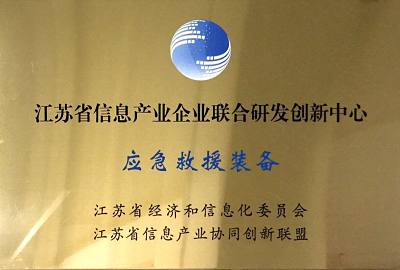 江苏省信息产业企业联合研发创新中心
应急救援装备
江苏省经济和信息化委员会
江苏省信息产业协同创新联盟